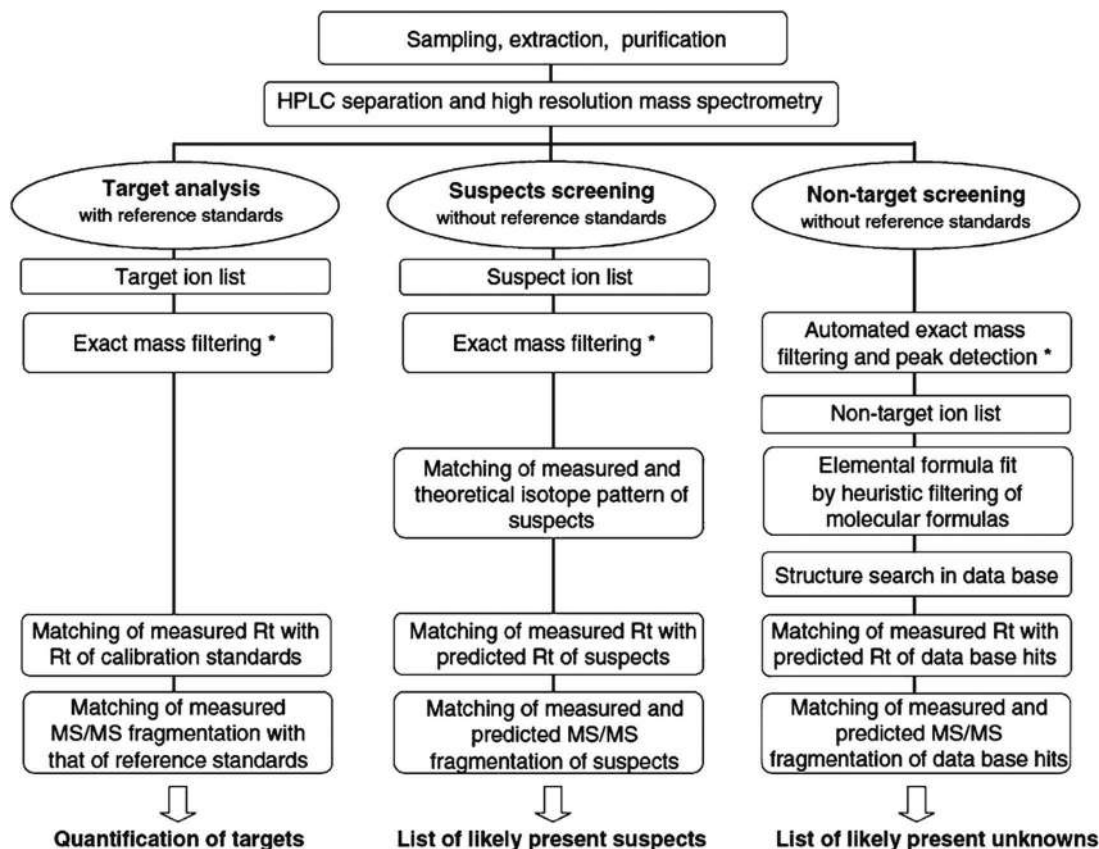 Sampling, extraction, purification
HPLC separation and high resolution mass spectrometry
Target analysis
with reference standards
Target ion list
Exact mass filtering *
Matching of measured Rt with
Rt of calibration standards
Matching of measured
MS/MS fragmentation with
that of reference standards
Quantification of targets
Suspects screening
without reference standards
Suspect ion list
Exact mass filtering *
Matching of measured and
theoretical isotope pattern of
suspects
Matching of measured Rt with
predicted Rt of suspects
Matching of measured and
predicted MS/MS
fragmentation of suspects
List of likely present suspects
Non-target screening
without reference standards
Automated exact mass
filtering and peak detection *
Non-target ion list
Elemental formula fit
by heuristic filtering of
molecular formulas
Structure search in data base
Matching of measured Rt with
predicted Rt of data base hits
Matching of measured and
predicted MS/MS
fragmentation of data base hits
List of likely present unknowns